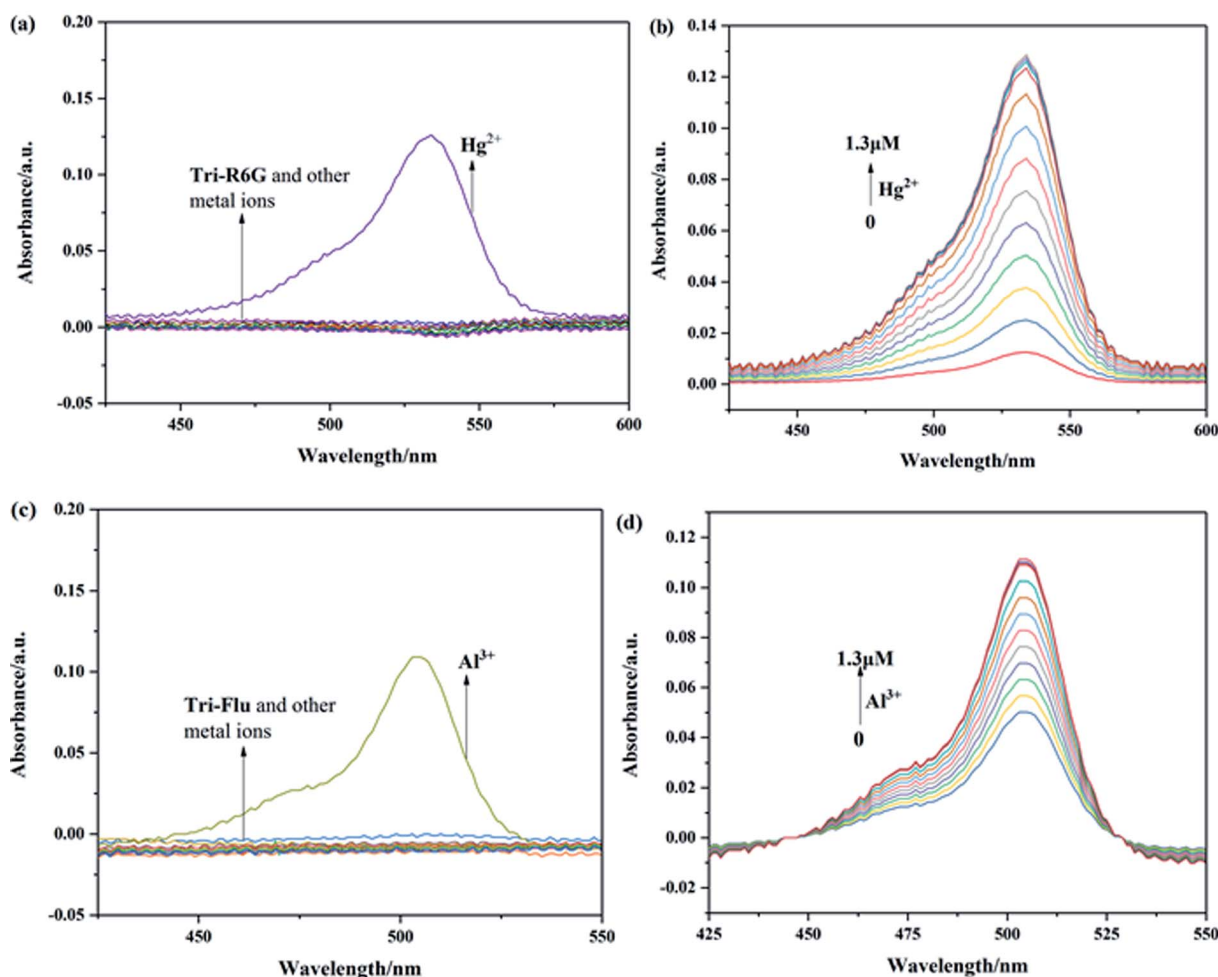 (a)
0.20
0.15
0.10
0.05
0.00
-0.05
Absorbance/a.u.
Hg²⁺
Tri-R6G and other
metal ions
450 500 550 600
Wavelength/nm
(b)
0.14
0.12
0.10
0.08
0.06
0.04
0.02
0.00
Absorbance/a.u.
1.3μM
Hg²⁺
0
450 500 550 600
Wavelength/nm
(c)
0.20
0.15
0.10
0.05
0.00
-0.05
Absorbance/a.u.
Al³⁺
Tri-Flu and other
metal ions
450 500 550
Wavelength/nm
(d)
0.12
0.10
0.08
0.06
0.04
0.02
0.00
-0.02
Absorbance/a.u.
1.3μM
Al³⁺
0
425 450 475 500 525 550
Wavelength/nm